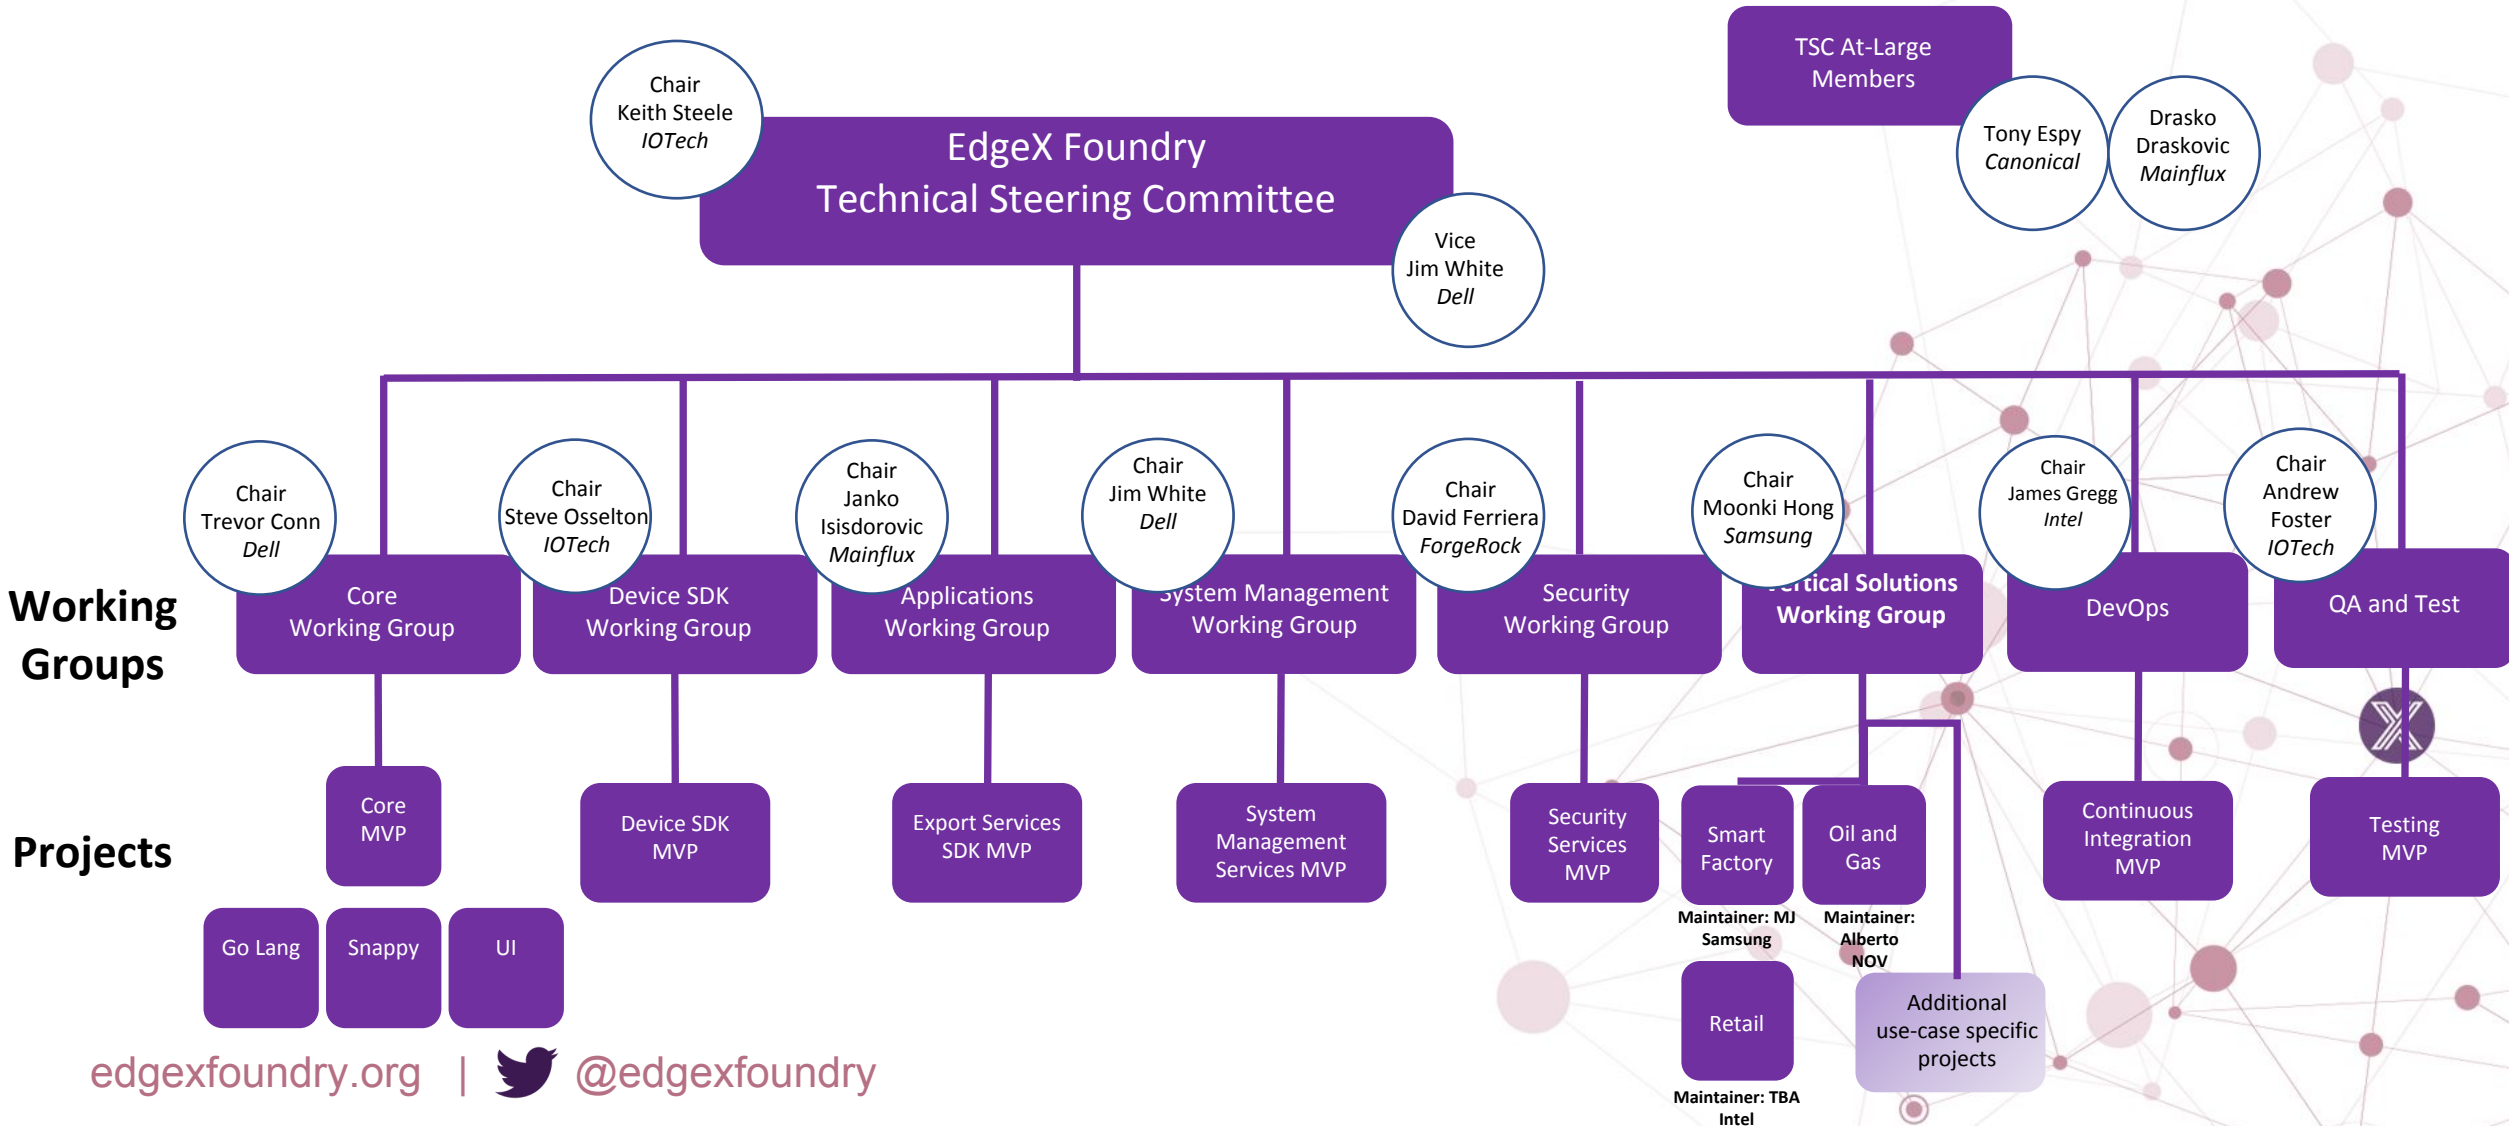 TSC At-Large
Members
Chair
Keith Steele
IOTech
EdgeX Foundry
Technical Steering Committee
Tony Espy
Canonical
Drasko
Draskovic
Mainflux
Vice
Jim White
Dell
Chair
Trevor Conn
Dell
Chair
Steve Osselton
IOTech
Chair
Janko
Isisdorovic
Mainflux
Chair
Jim White
Dell
Chair
David Ferriera
ForgeRock
Chair
Moonki Hong
Samsung
Chair
James Gregg
Intel
Chair
Andrew
Foster
IOTech
Working
Groups
Core
Working Group
Device SDK
Working Group
Applications
Working Group
System Management
Working Group
Security
Working Group
Vertical Solutions
Working Group
DevOps
QA and Test
Projects
Core
MVP
Device SDK
MVP
Export Services
SDK MVP
System
Management
Services MVP
Security
Services
MVP
Smart
Factory
Oil and
Gas
Continuous
Integration
MVP
Testing
MVP
Maintainer: MJ
Samsung
Maintainer:
Alberto
NOV
Go Lang
Snappy
UI
Retail
Additional
use-case specific
projects
Maintainer: TBA
Intel
edgexfoundry.org | @edgexfoundry